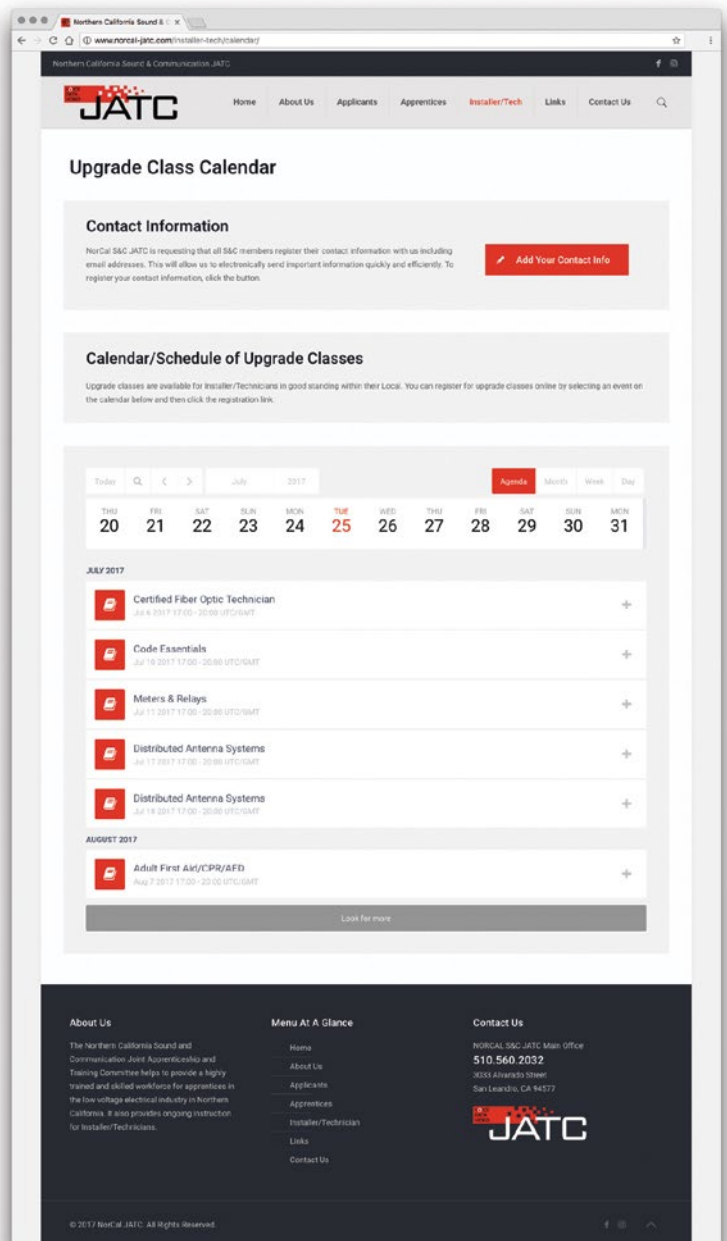 Northern California Sound & C
www.norcal-jatc.com/installer-tech/calendar/
Northern California Sound & Communication JATC
JATC
Home About Us Applicants Apprentices Installer/Tech Links Contact Us
Upgrade Class Calendar
Contact Information
NorCal S&C JATC is requesting that all S&C members register their contact information with us including
email addresses. This will allow us to electronically send important information quickly and efficiently. To
register your contact information, click the button.
Add Your Contact Info
Calendar/Schedule of Upgrade Classes
Upgrade classes are available for Installer/Technicians in good standing within their Local. You can register for upgrade classes online by selecting an event on
the calendar below and then click the registration link.
Today July 2017 Agenda Month Week Day
THU FRI SAT SUN MON TUE WED THU FRI SAT SUN MON
20 21 22 23 24 25 26 27 28 29 30 31
JULY 2017
Certified Fiber Optic Technician
Jul 6 2017 17:00 - 20:00 UTC/GMT
Code Essentials
Jul 10 2017 17:00 - 20:00 UTC/GMT
Meters & Relays
Jul 11 2017 17:00 - 20:00 UTC/GMT
Distributed Antenna Systems
Jul 17 2017 17:00 - 20:00 UTC/GMT
Distributed Antenna Systems
Jul 18 2017 17:00 - 20:00 UTC/GMT
AUGUST 2017
Adult First Aid/CPR/AED
Aug 7 2017 17:00 - 23:00 UTC/GMT
Look for more
About Us
The Northern California Sound and
Communication Joint Apprenticeship and
Training Committee helps to provide a highly
trained and skilled workforce for apprentices in
the low voltage electrical industry in Northern
California. It also provides ongoing instruction
for Installer/Technicians.
Menu At A Glance
Home
About Us
Applicants
Apprentices
Installer/Technician
Links
Contact Us
Contact Us
NORCAL S&C JATC Main Office
510.560.2032
3033 Alvarado Street
San Leandro, CA 94577
JATC
© 2017 NorCal JATC. All Rights Reserved.